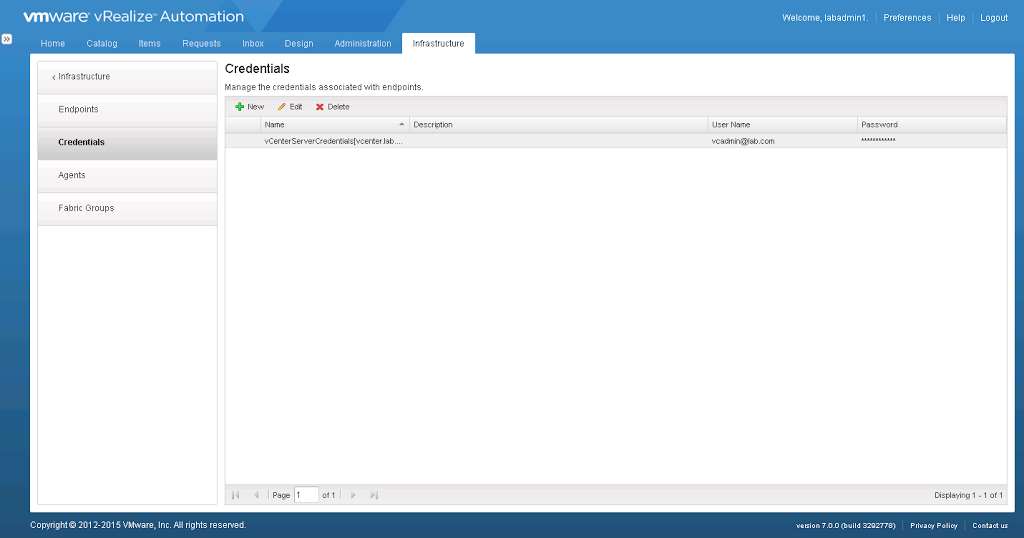 vmware vRealize™ Automation
Welcome, labadmin1. Preferences Help Logout
Home Catalog Items Requests Inbox Design Administration Infrastructure
< Infrastructure
Endpoints
Credentials
Agents
Fabric Groups
Credentials
Manage the credentials associated with endpoints.
New Edit Delete
Name Description User Name Password
vCenterServerCredentials[vcenter.lab.... vcadmin@lab.com ************
Page 1 of 1
Displaying 1 - 1 of 1
Copyright © 2012-2015 VMware, Inc. All rights reserved.
version 7.0.0 (build 3292778) Privacy Policy Contact us